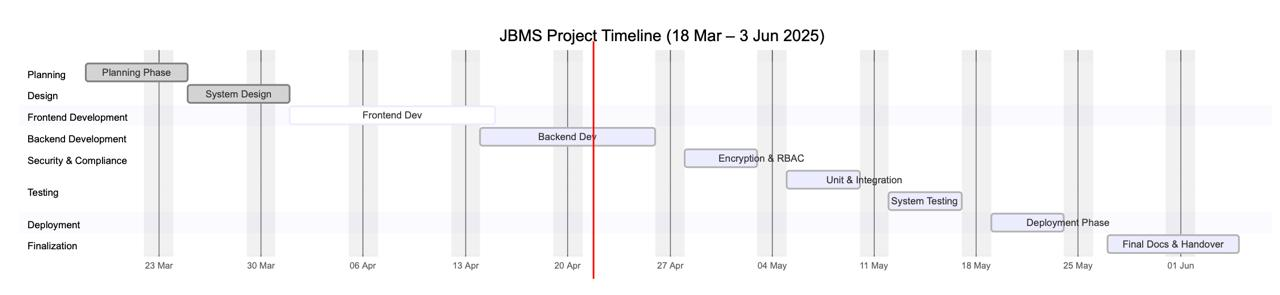 JBMS Project Timeline (18 Mar – 3 Jun 2025)
Planning
Planning Phase
Design
System Design
Frontend Development
Frontend Dev
Backend Development
Backend Dev
Security & Compliance
Encryption & RBAC
Testing
Unit & Integration
System Testing
Deployment
Deployment Phase
Finalization
Final Docs & Handover
23 Mar
30 Mar
06 Apr
13 Apr
20 Apr
27 Apr
04 May
11 May
18 May
25 May
01 Jun